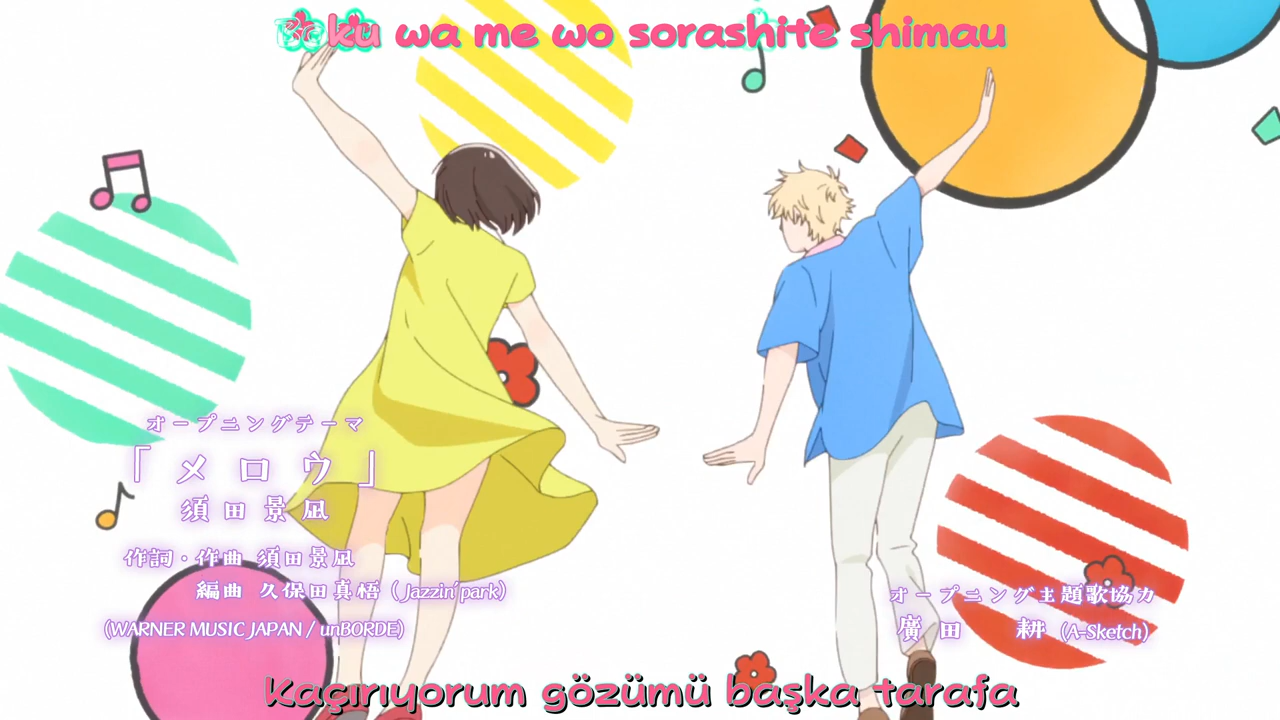 Boku wa me wo sorashite shimau
オープニングテーマ
「メロウ」
須田景凪
作詞・作曲 須田景凪
編曲 久保田真悟（Jazzin'park）
(WARNER MUSIC JAPAN / unBORDE)
オープニング主題歌協力
廣田 耕 (A-Sketch)
Kaçırıyorum gözümü başka tarafa